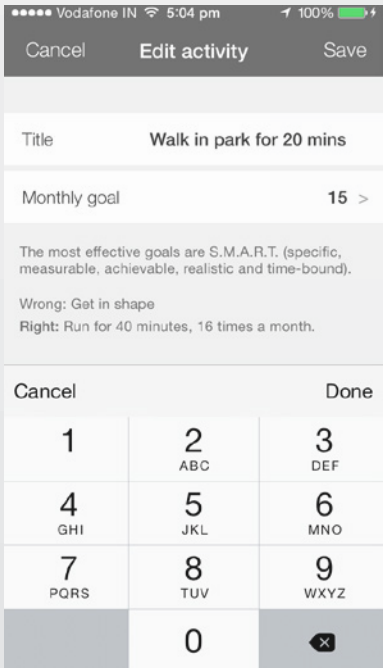 Vodafone IN 5:04 pm 100%
Cancel Edit activity Save
Title Walk in park for 20 mins
Monthly goal 15 >
The most effective goals are S.M.A.R.T. (specific,
measurable, achievable, realistic and time-bound).
Wrong: Get in shape
Right: Run for 40 minutes, 16 times a month.
Cancel Done
1 2 3
ABC DEF
4 5 6
GHI JKL MNO
7 8 9
PQRS TUV WXYZ
0